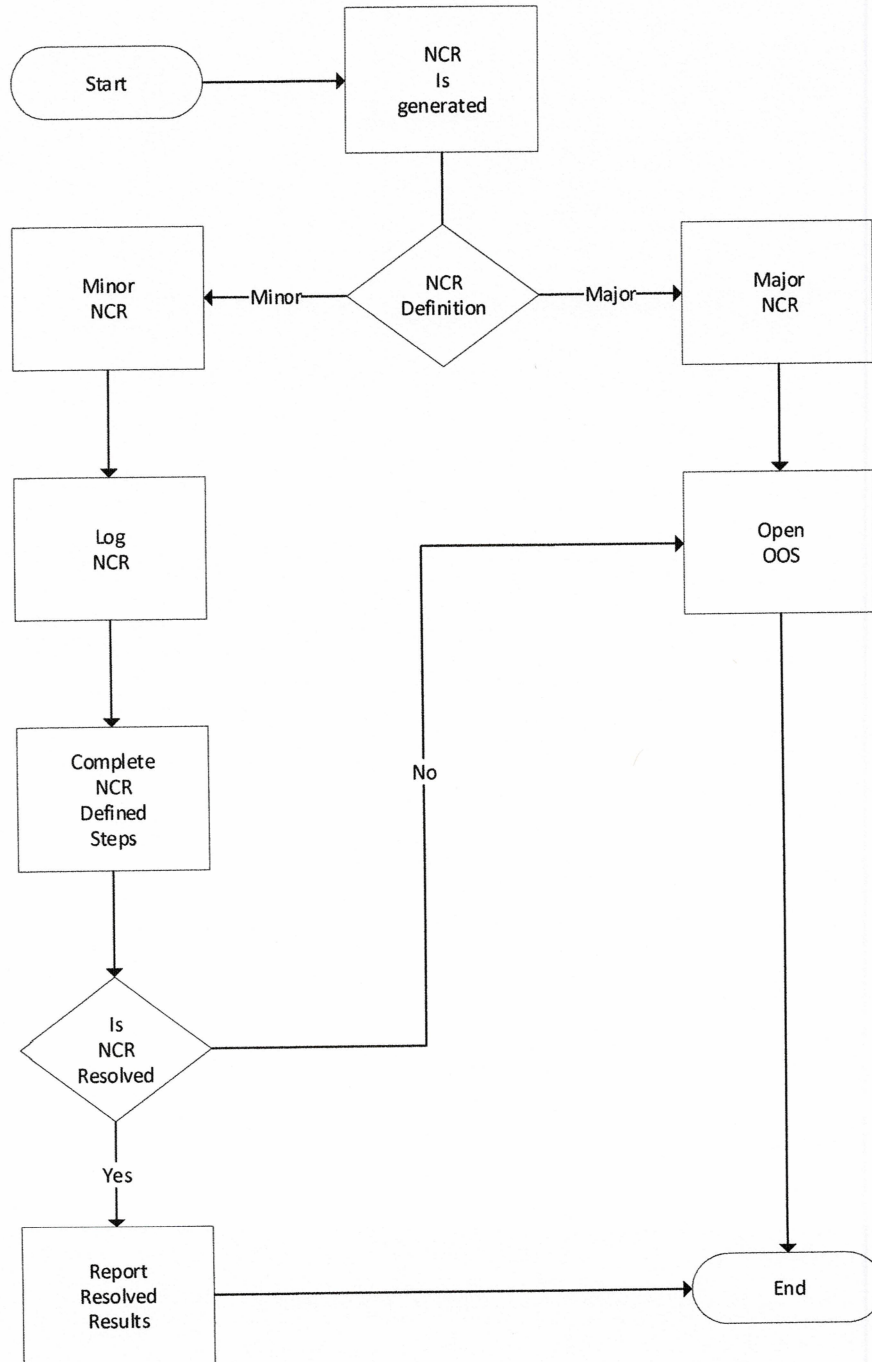 Start
NCR
Is
generated
Minor
NCR
Minor
NCR
Definition
Major
Major
NCR
Log
NCR
Open
OOS
Complete
NCR
Defined
Steps
No
Is
NCR
Resolved
Yes
Report
Resolved
Results
End